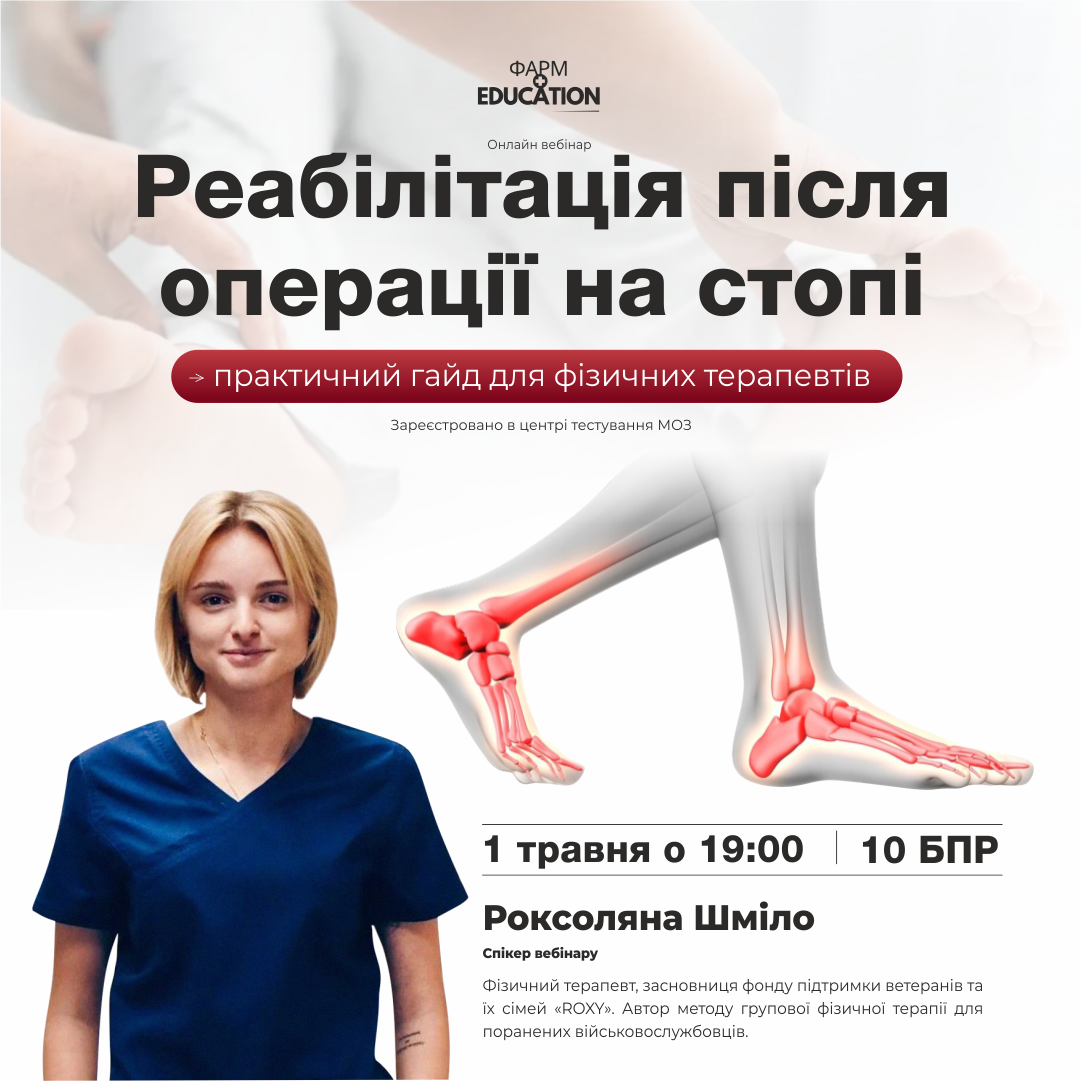 ФАРМ
EDUCATION
Онлайн вебінар
Реабілітація після
операції на стопі
→ практичний гайд для фізичних терапевтів
Зареєстровано в центрі тестування МОЗ
1 травня о 19:00 | 10 БПР
Роксоляна Шміло
Спікер вебінару
Фізичний терапевт, засновниця фонду підтримки ветеранів та
їх сімей «ROXY». Автор методу групової фізичної терапії для
поранених військовослужбовців.